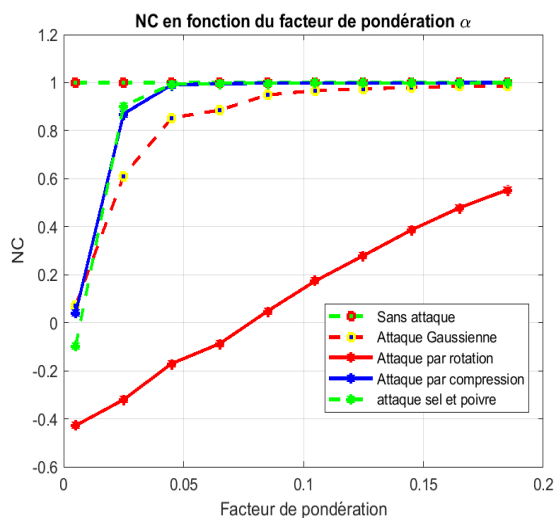 NC en fonction du facteur de pondération α
1.2
1
0.8
0.6
0.4
0.2
0
-0.2
-0.4
-0.6
NC
Sans attaque
Attaque Gaussienne
Attaque par rotation
Attaque par compression
attaque sel et poivre
0
0.05
0.1
0.15
0.2
Facteur de pondération